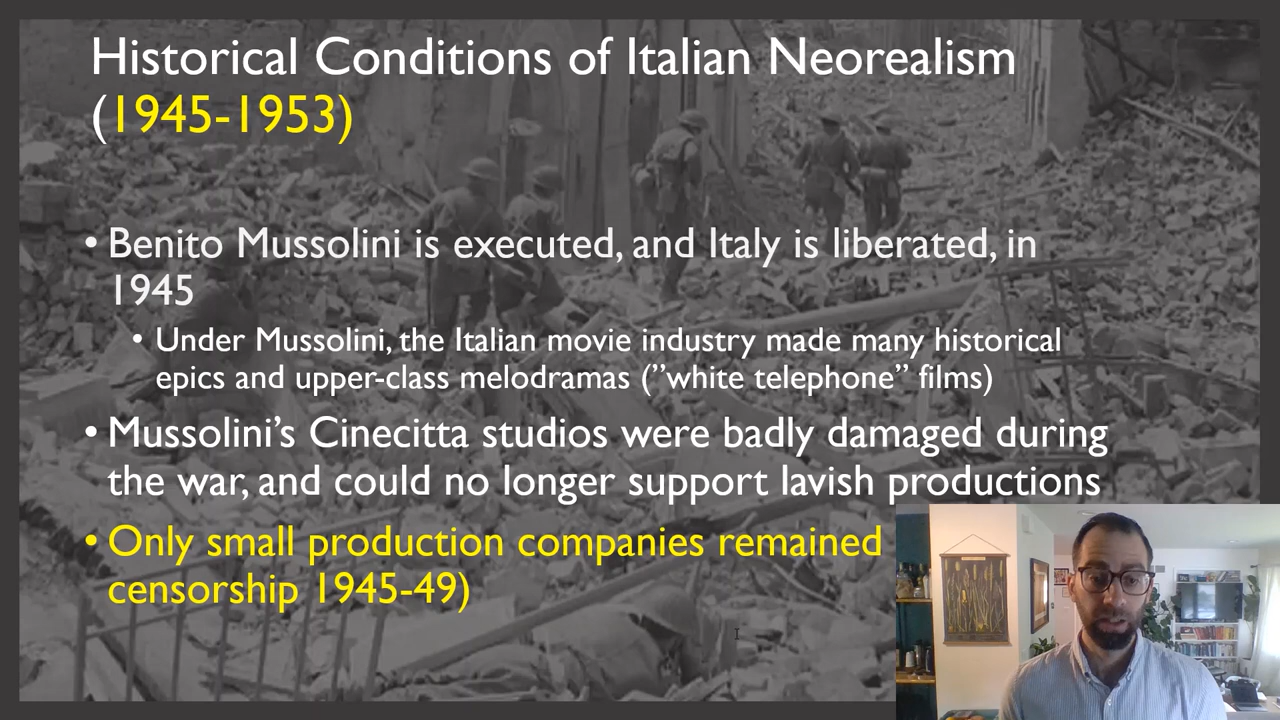 Historical Conditions of Italian Neorealism
(1945-1953)
• Benito Mussolini is executed, and Italy is liberated, in
1945
• Under Mussolini, the Italian movie industry made many historical
epics and upper-class melodramas (”white telephone” films)
• Mussolini’s Cinecitta studios were badly damaged during
the war, and could no longer support lavish productions
• Only small production companies remained
censorship 1945-49)